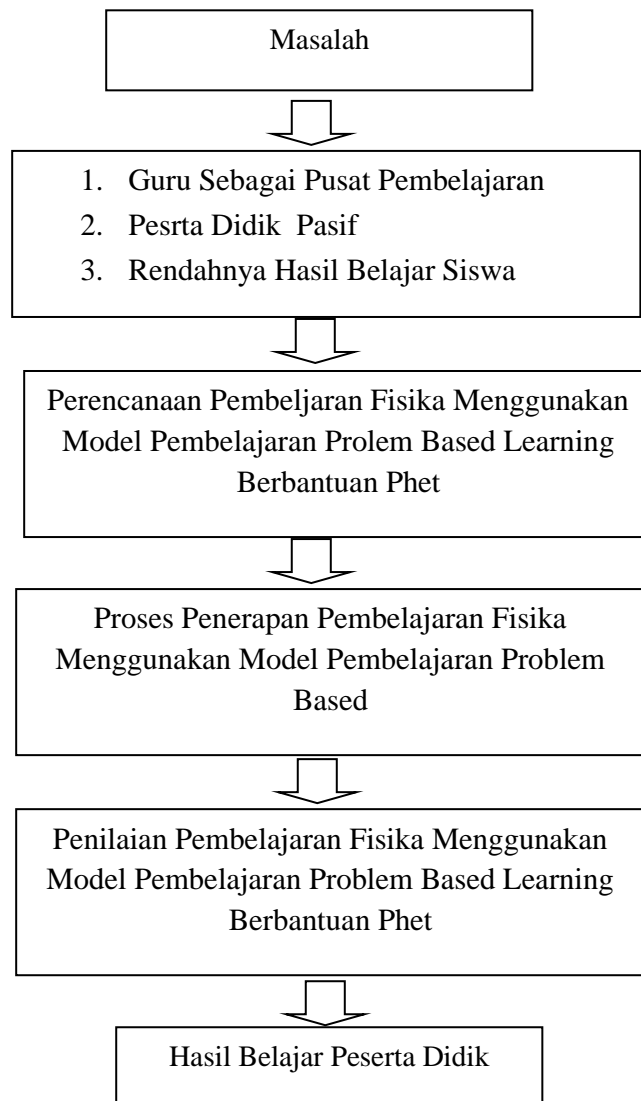 Masalah
1. Guru Sebagai Pusat Pembelajaran
2. Pesrta Didik Pasif
3. Rendahnya Hasil Belajar Siswa
Perencanaan Pembeljaran Fisika Menggunakan
Model Pembelajaran Prolem Based Learning
Berbantuan Phet
Proses Penerapan Pembelajaran Fisika
Menggunakan Model Pembelajaran Problem
Based
Penilaian Pembelajaran Fisika Menggunakan
Model Pembelajaran Problem Based Learning
Berbantuan Phet
Hasil Belajar Peserta Didik